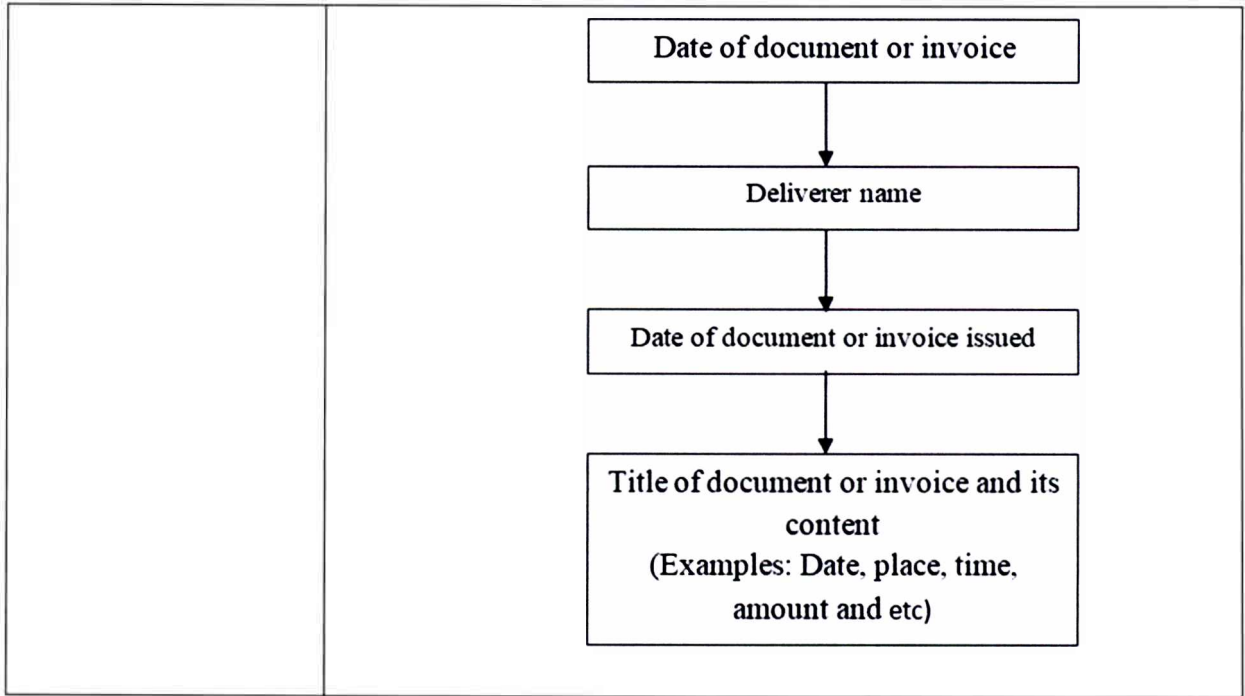 Date of document or invoice
Deliverer name
Date of document or invoice issued
Title of document or invoice and its
content
(Examples: Date, place, time,
amount and etc)